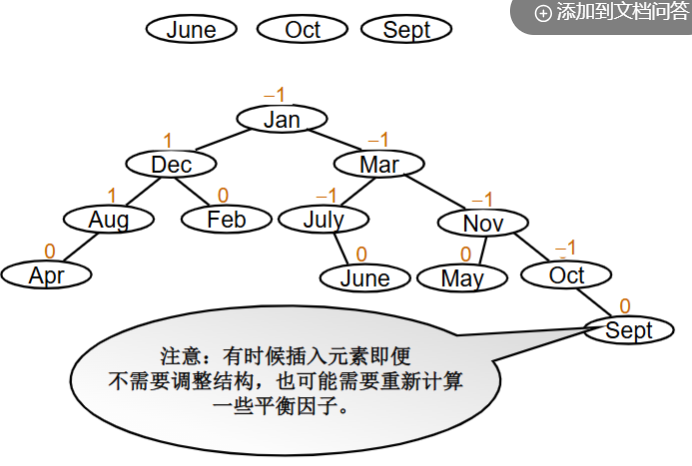 添加到文档问答
June Oct Sept
−1
Jan
1 −1
Dec Mar
1 0 −1 −1
Aug Feb July Nov
0 0 0 −1
Apr June May Oct
0
Sept
注意：有时候插入元素即便
不需要调整结构，也可能需要重新计算
一些平衡因子。